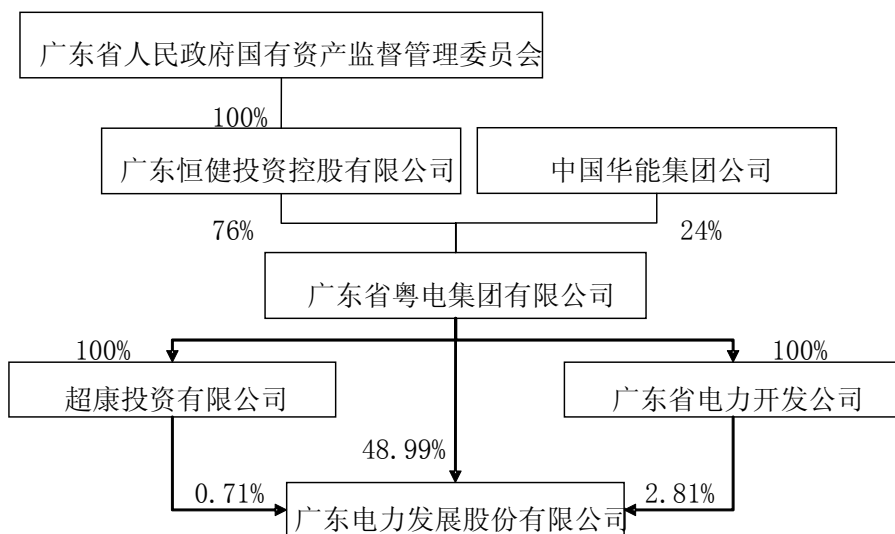 广东省人民政府国有资产监督管理委员会
100%
广东恒健投资控股有限公司
中国华能集团公司
76%
24%
广东省粤电集团有限公司
100%
100%
超康投资有限公司
广东省电力开发公司
48.99%
0.71%
2.81%
广东电力发展股份有限公司